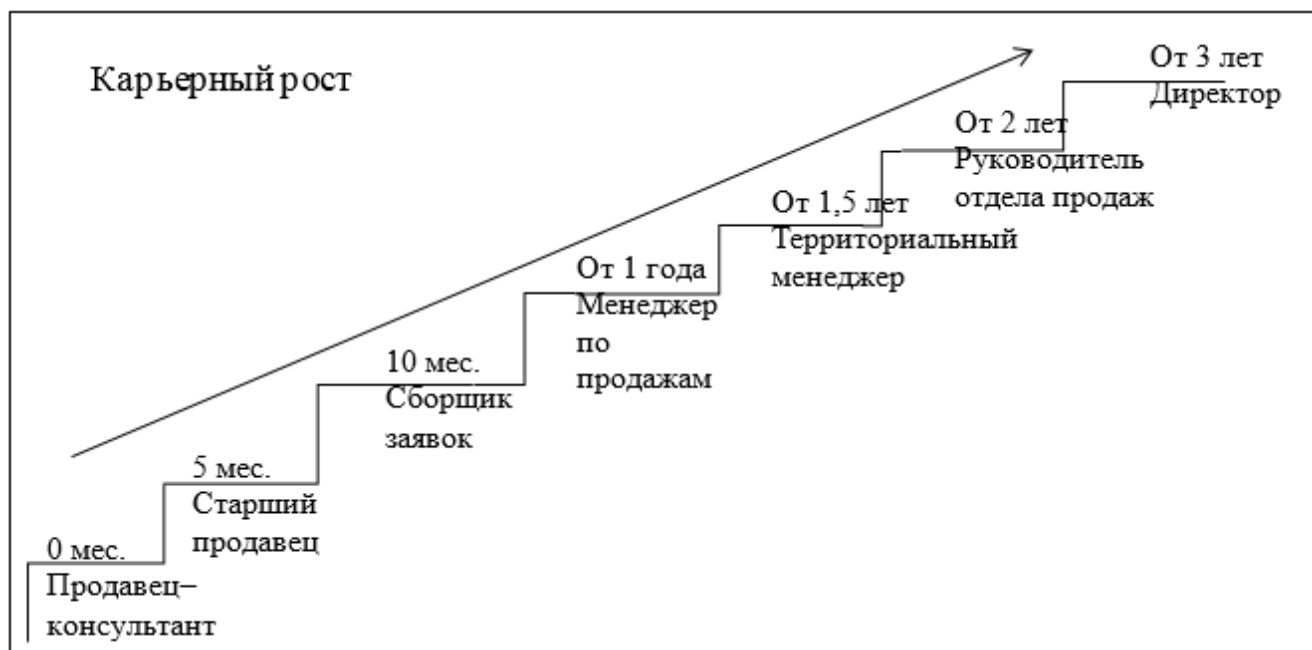 Карьерный рост
От 3 лет
Директор
От 2 лет
Руководитель
отдела продаж
От 1,5 лет
Территориальный
менеджер
От 1 года
Менеджер
по
продажам
10 мес.
Сборщик
заявок
5 мес.
Старший
продавец
0 мес.
Продавец–
консультант